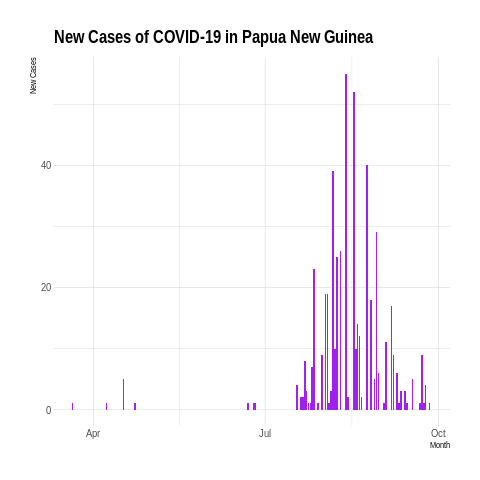 New Cases of COVID-19 in Papua New Guinea
New Cases
40
20
0
Apr
Jul
Oct
Month